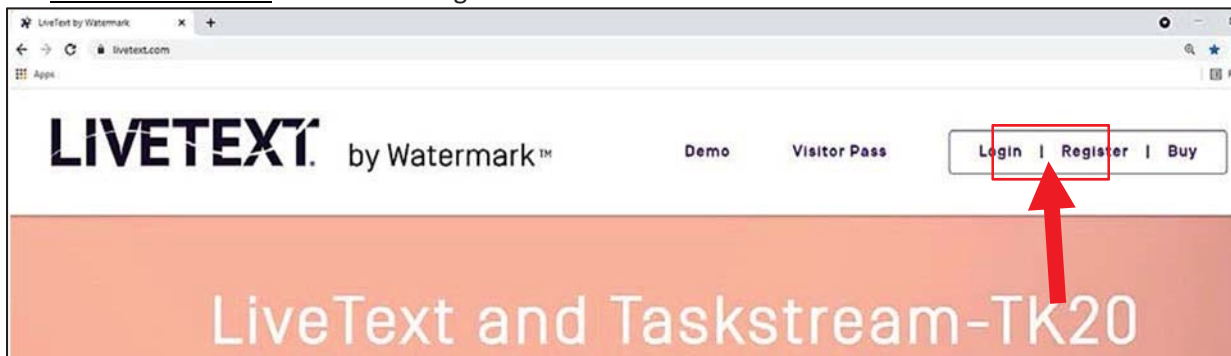 LiveText by Watermark
livetext.com
Apps
LIVETEXT. by Watermark™ Demo Visitor Pass Login | Register | Buy
LiveText and Taskstream-TK20